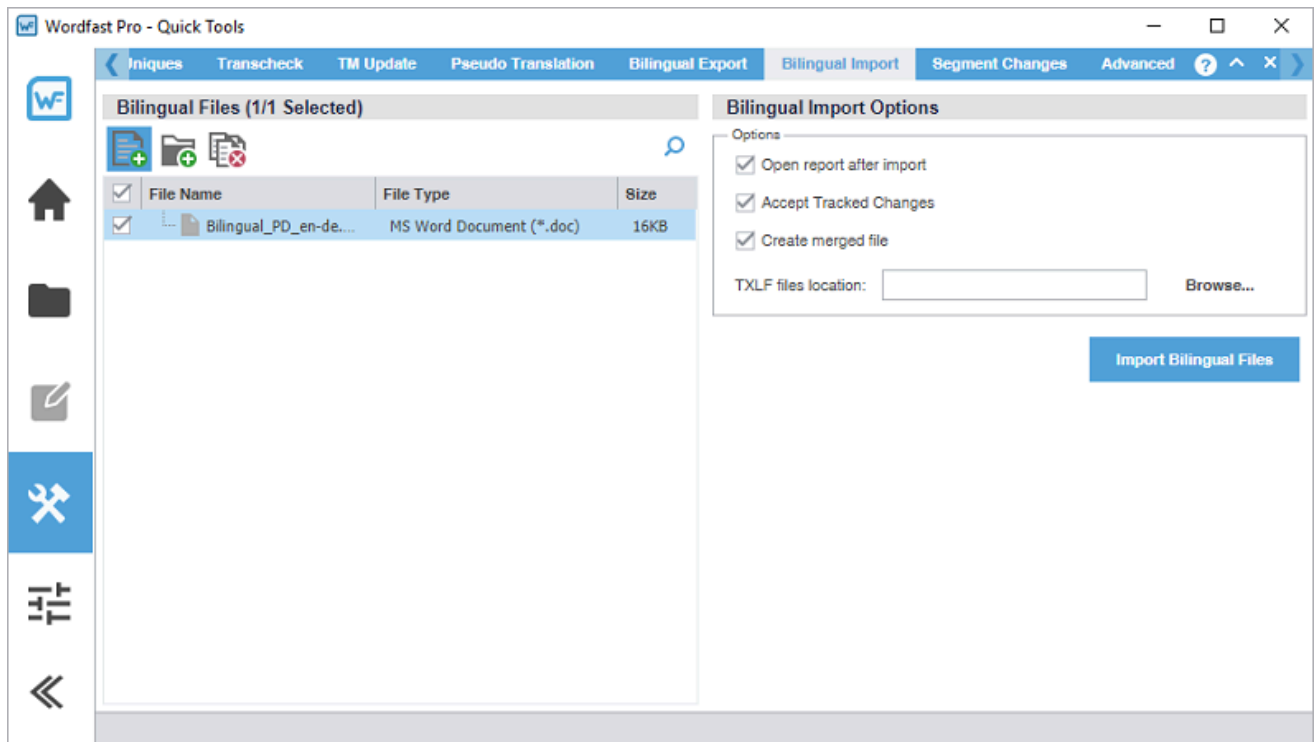 Wordfast Pro - Quick Tools
Jniques Transcheck TM Update Pseudo Translation Bilingual Export Bilingual Import Segment Changes Advanced ?
WF
Bilingual Files (1/1 Selected)
File Name File Type Size
Bilingual_PD_en-de.... MS Word Document (*.doc) 16KB
Bilingual Import Options
Options
Open report after import
Accept Tracked Changes
Create merged file
TXLF files location: Browse...
Import Bilingual Files